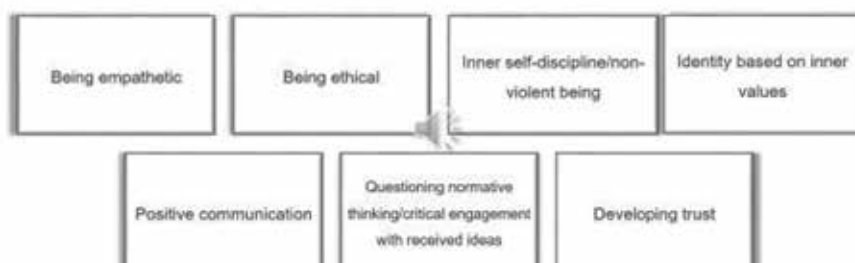 Being empathetic
Being ethical
Inner self-discipline/non-
violent being
Identity based on inner
values
Positive communication
Questioning normative
thinking/critical engagement
with received ideas
Developing trust